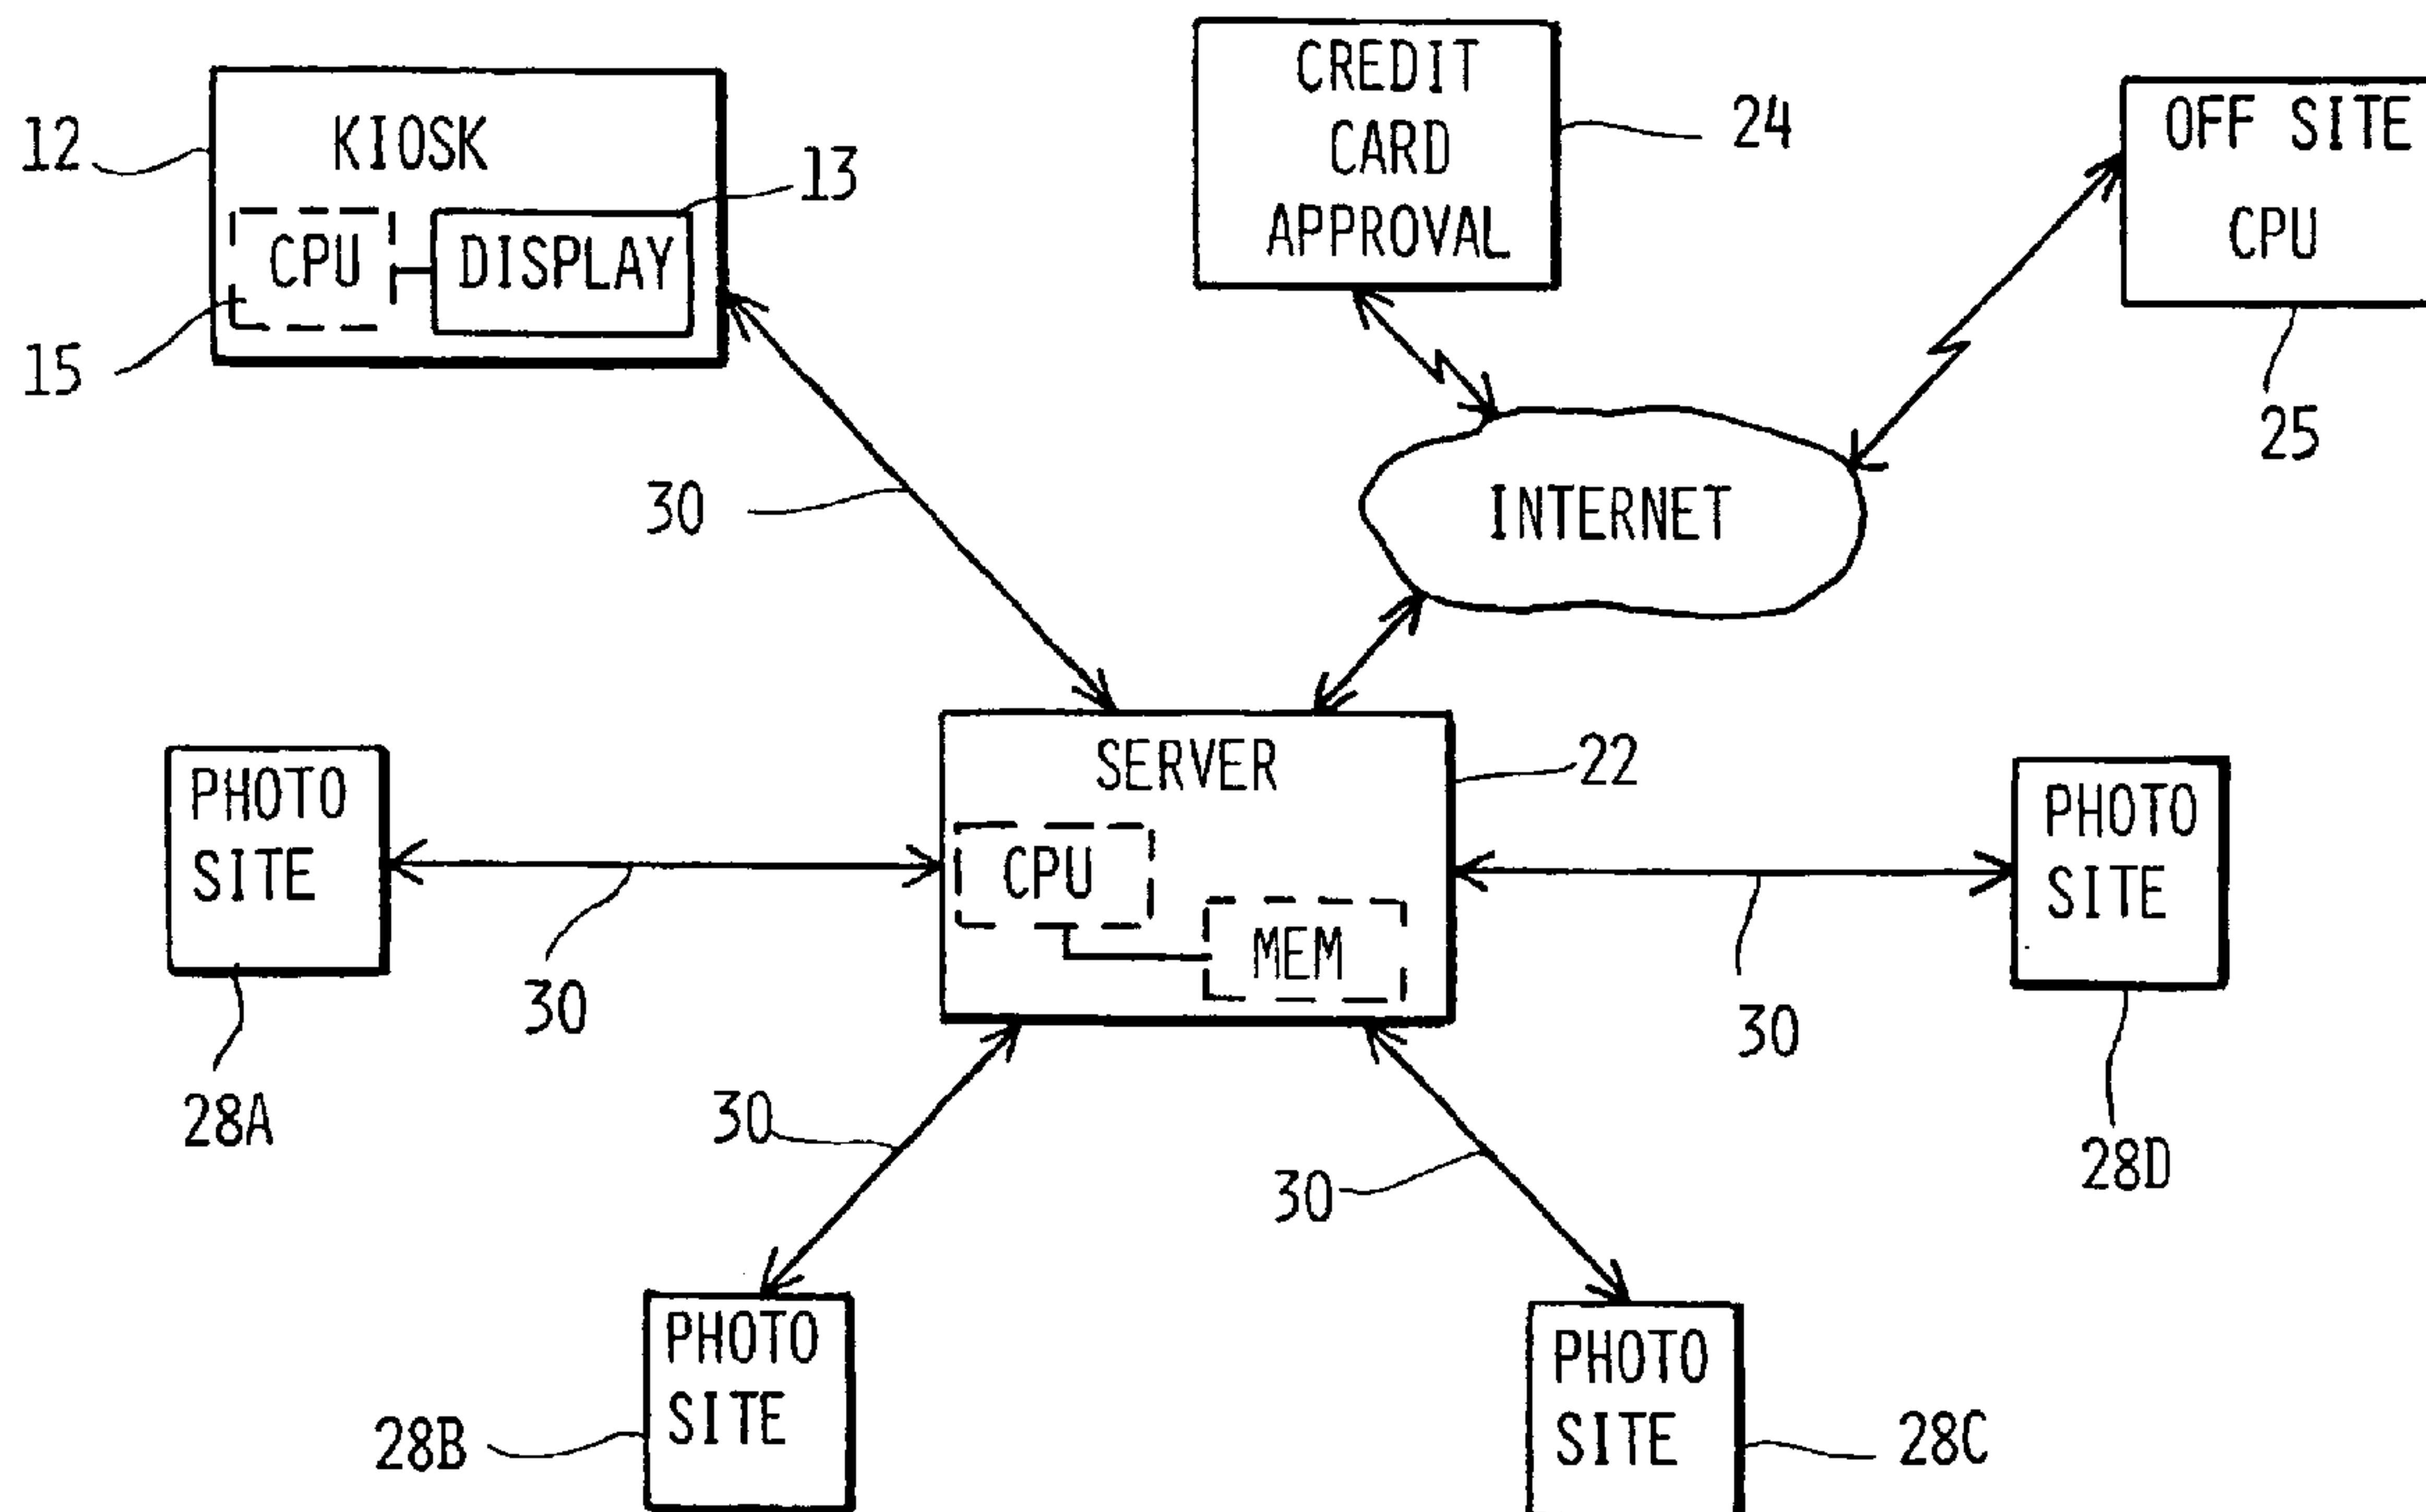 CREDIT
CARD
APPROVAL
24
OFF SITE
CPU
25
12
KIOSK
13
CPU
DISPLAY
15
30
INTERNET
SERVER
22
CPU
MEM
PHOTO
SITE
28A
30
PHOTO
SITE
28D
30
30
30
PHOTO
SITE
28B
PHOTO
SITE
28C